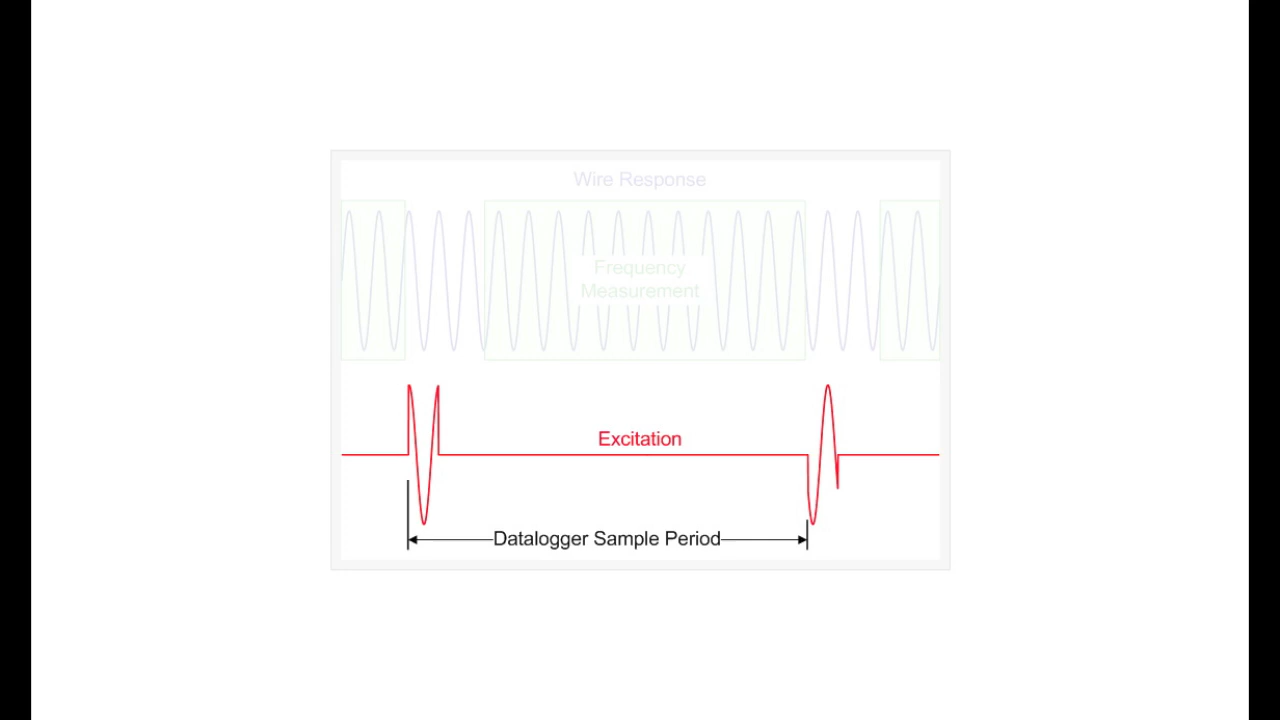 Wire Response
Frequency
Measurement
Excitation
Datalogger Sample Period